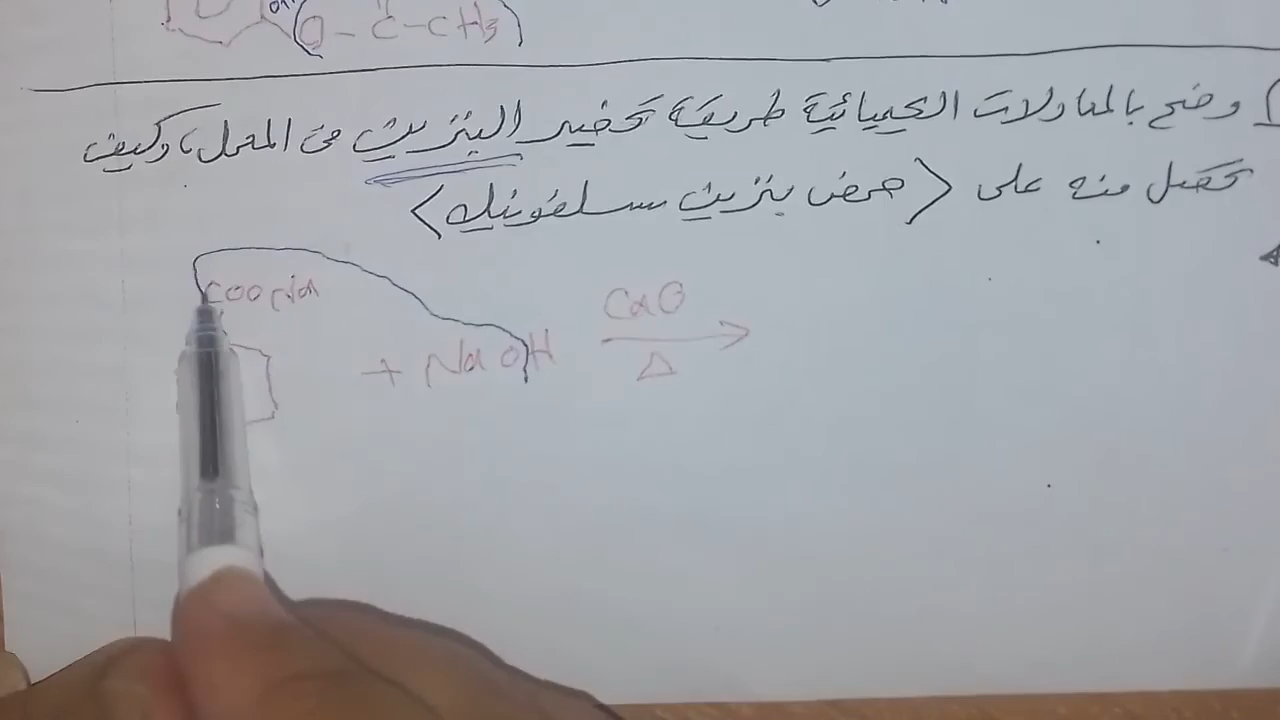 O - C - CH3
وضح بالمعادلات الكيميائية طريقة تحضير البنزين في المعمل، وكيف
تحصل منه على < حمض بنزين سلفونيك >
COONa
+ NaOH CaO Δ